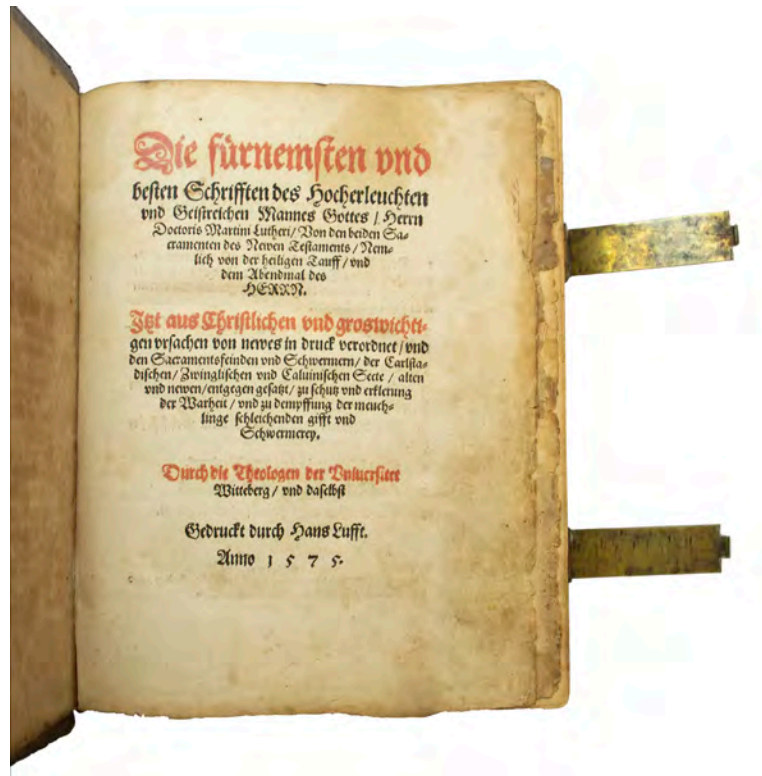 Die fürnemsten vnd
besten Schrifften des Hocherleuchten
vnd Geistreichen Mannes Gottes / Herrn
Doctoris Martini Lutheri / Von den beiden Sa⸗
cramenten des Newen Testaments / Nem⸗
lich von der heiligen Tauff / vnd
dem Abendmal des
HERRN.
Jtzt aus Christlichen vnd groswichti⸗
gen vrsachen von newes in druck verordnet / vnd
den Sacramentsfeinden vnd Schwermern / der Carlsta⸗
dischen / Zwinglischen vnd Caluinischen Secte / alten
vnd newen / entgegen gesatzt / zu schutz vnd erklerung
der Warheit / vnd zu dempffung der meuch⸗
linge schleichenden gifft vnd
Schwermerey.
Durch die Theologen der Vniuersitet
Witteberg / vnd daselbst
Gedruckt durch Hans Lufft.
Anno 1575.